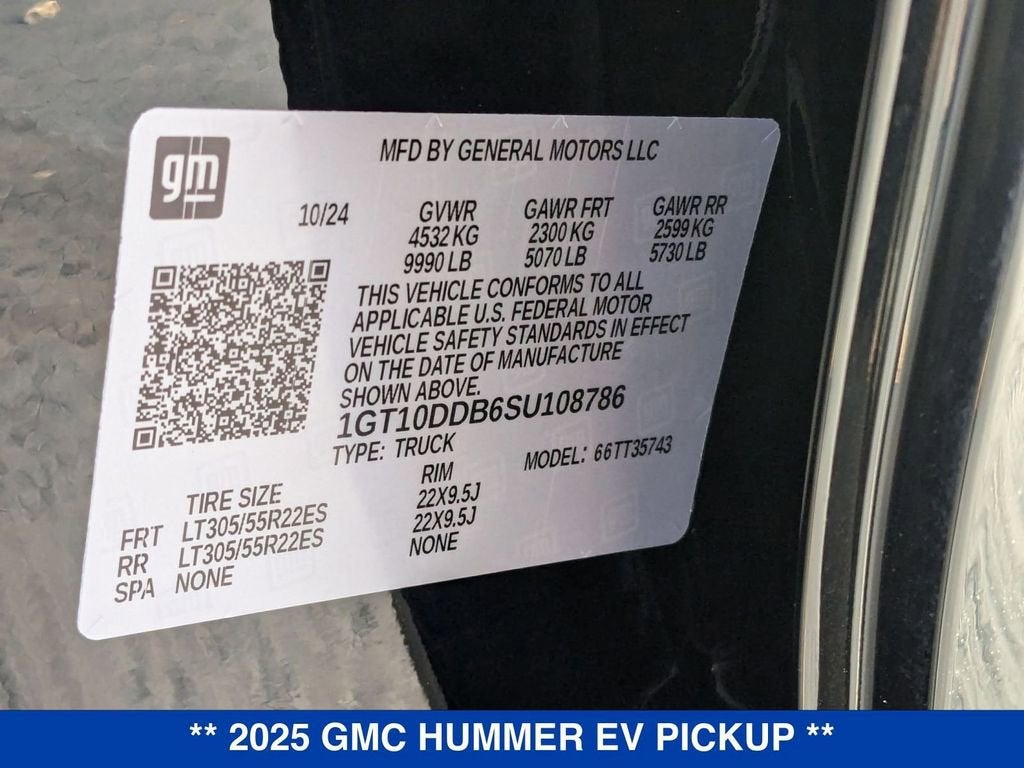 gm
MFD BY GENERAL MOTORS LLC
10/24 GVWR GAWR FRT GAWR RR
4532 KG 2300 KG 2599 KG
9990 LB 5070 LB 5730 LB
THIS VEHICLE CONFORMS TO ALL
APPLICABLE U.S. FEDERAL MOTOR
VEHICLE SAFETY STANDARDS IN EFFECT
ON THE DATE OF MANUFACTURE
SHOWN ABOVE.
1GT10DDB6SU108786
TYPE: TRUCK MODEL: 66TT35743
TIRE SIZE RIM
FRT LT305/55R22ES 22X9.5J
RR LT305/55R22ES 22X9.5J
SPA NONE NONE
** 2025 GMC HUMMER EV PICKUP **